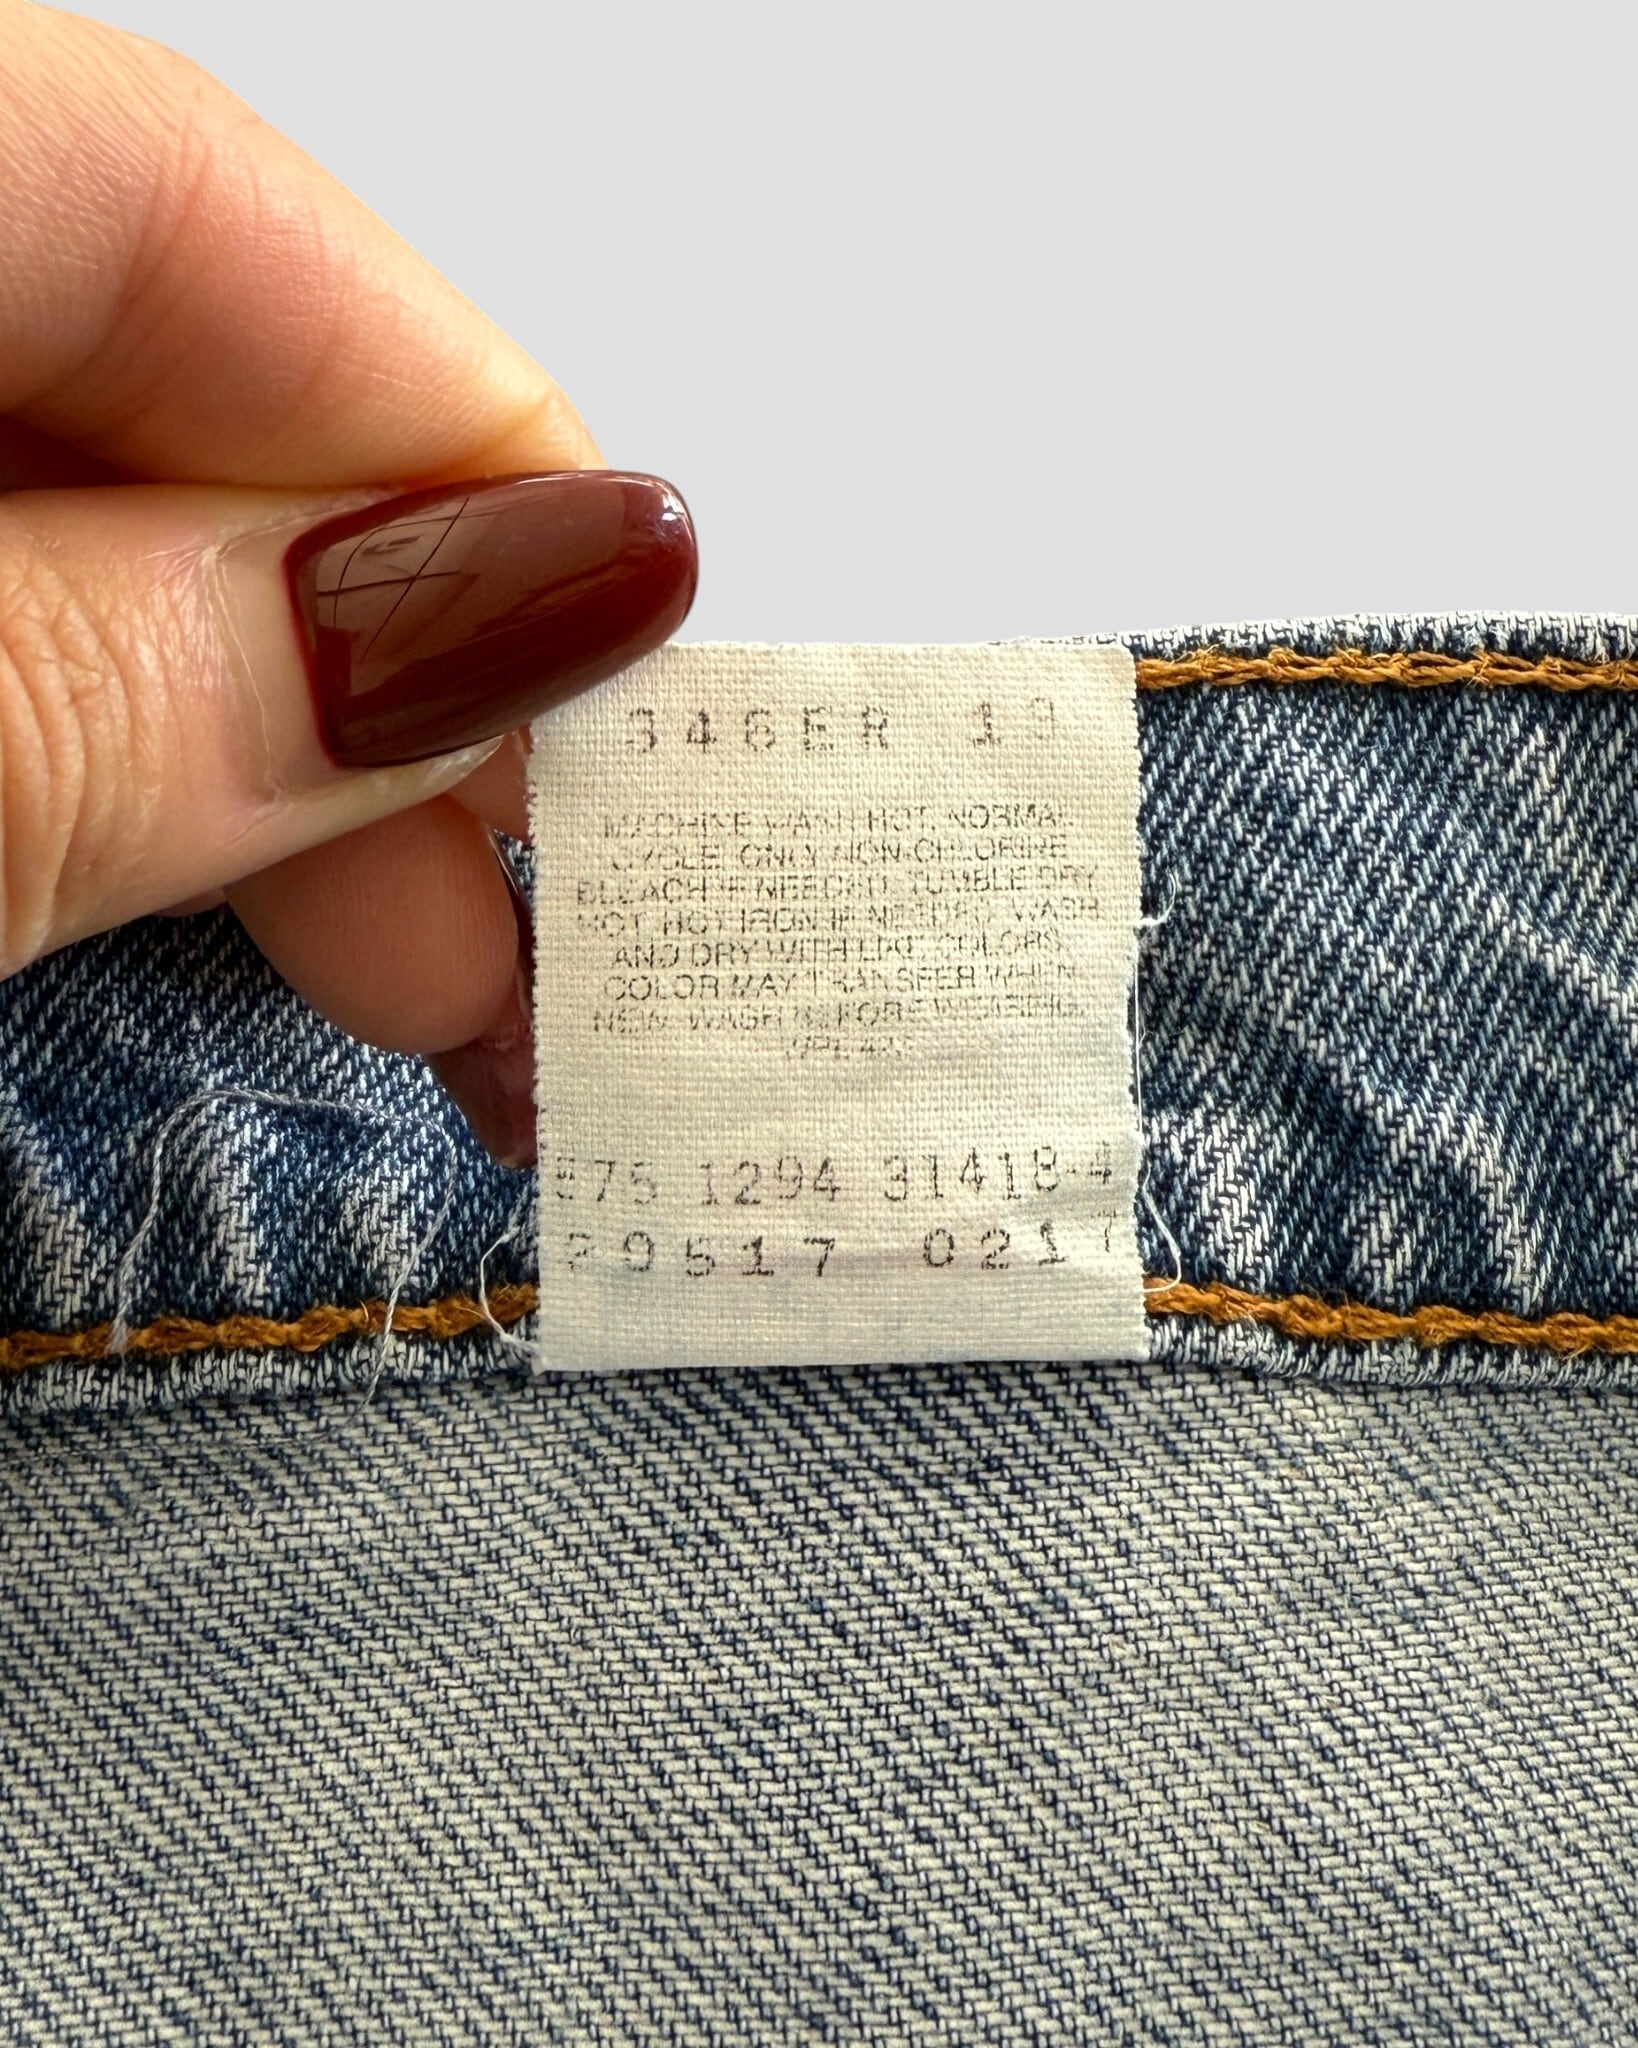 346ER 13
MACHINE WASH HOT, NORMAL
CYCLE, ONLY NON-CHLORINE
BLEACH IF NEEDED, TUMBLE DRY
HOT, HOT IRON IF NEEDED, WASH
AND DRY WITH LIKE COLORS,
COLOR MAY TRANSFER WHEN
NEW, WASH BEFORE WEARING.
575 1294 31418-4
20517 0217